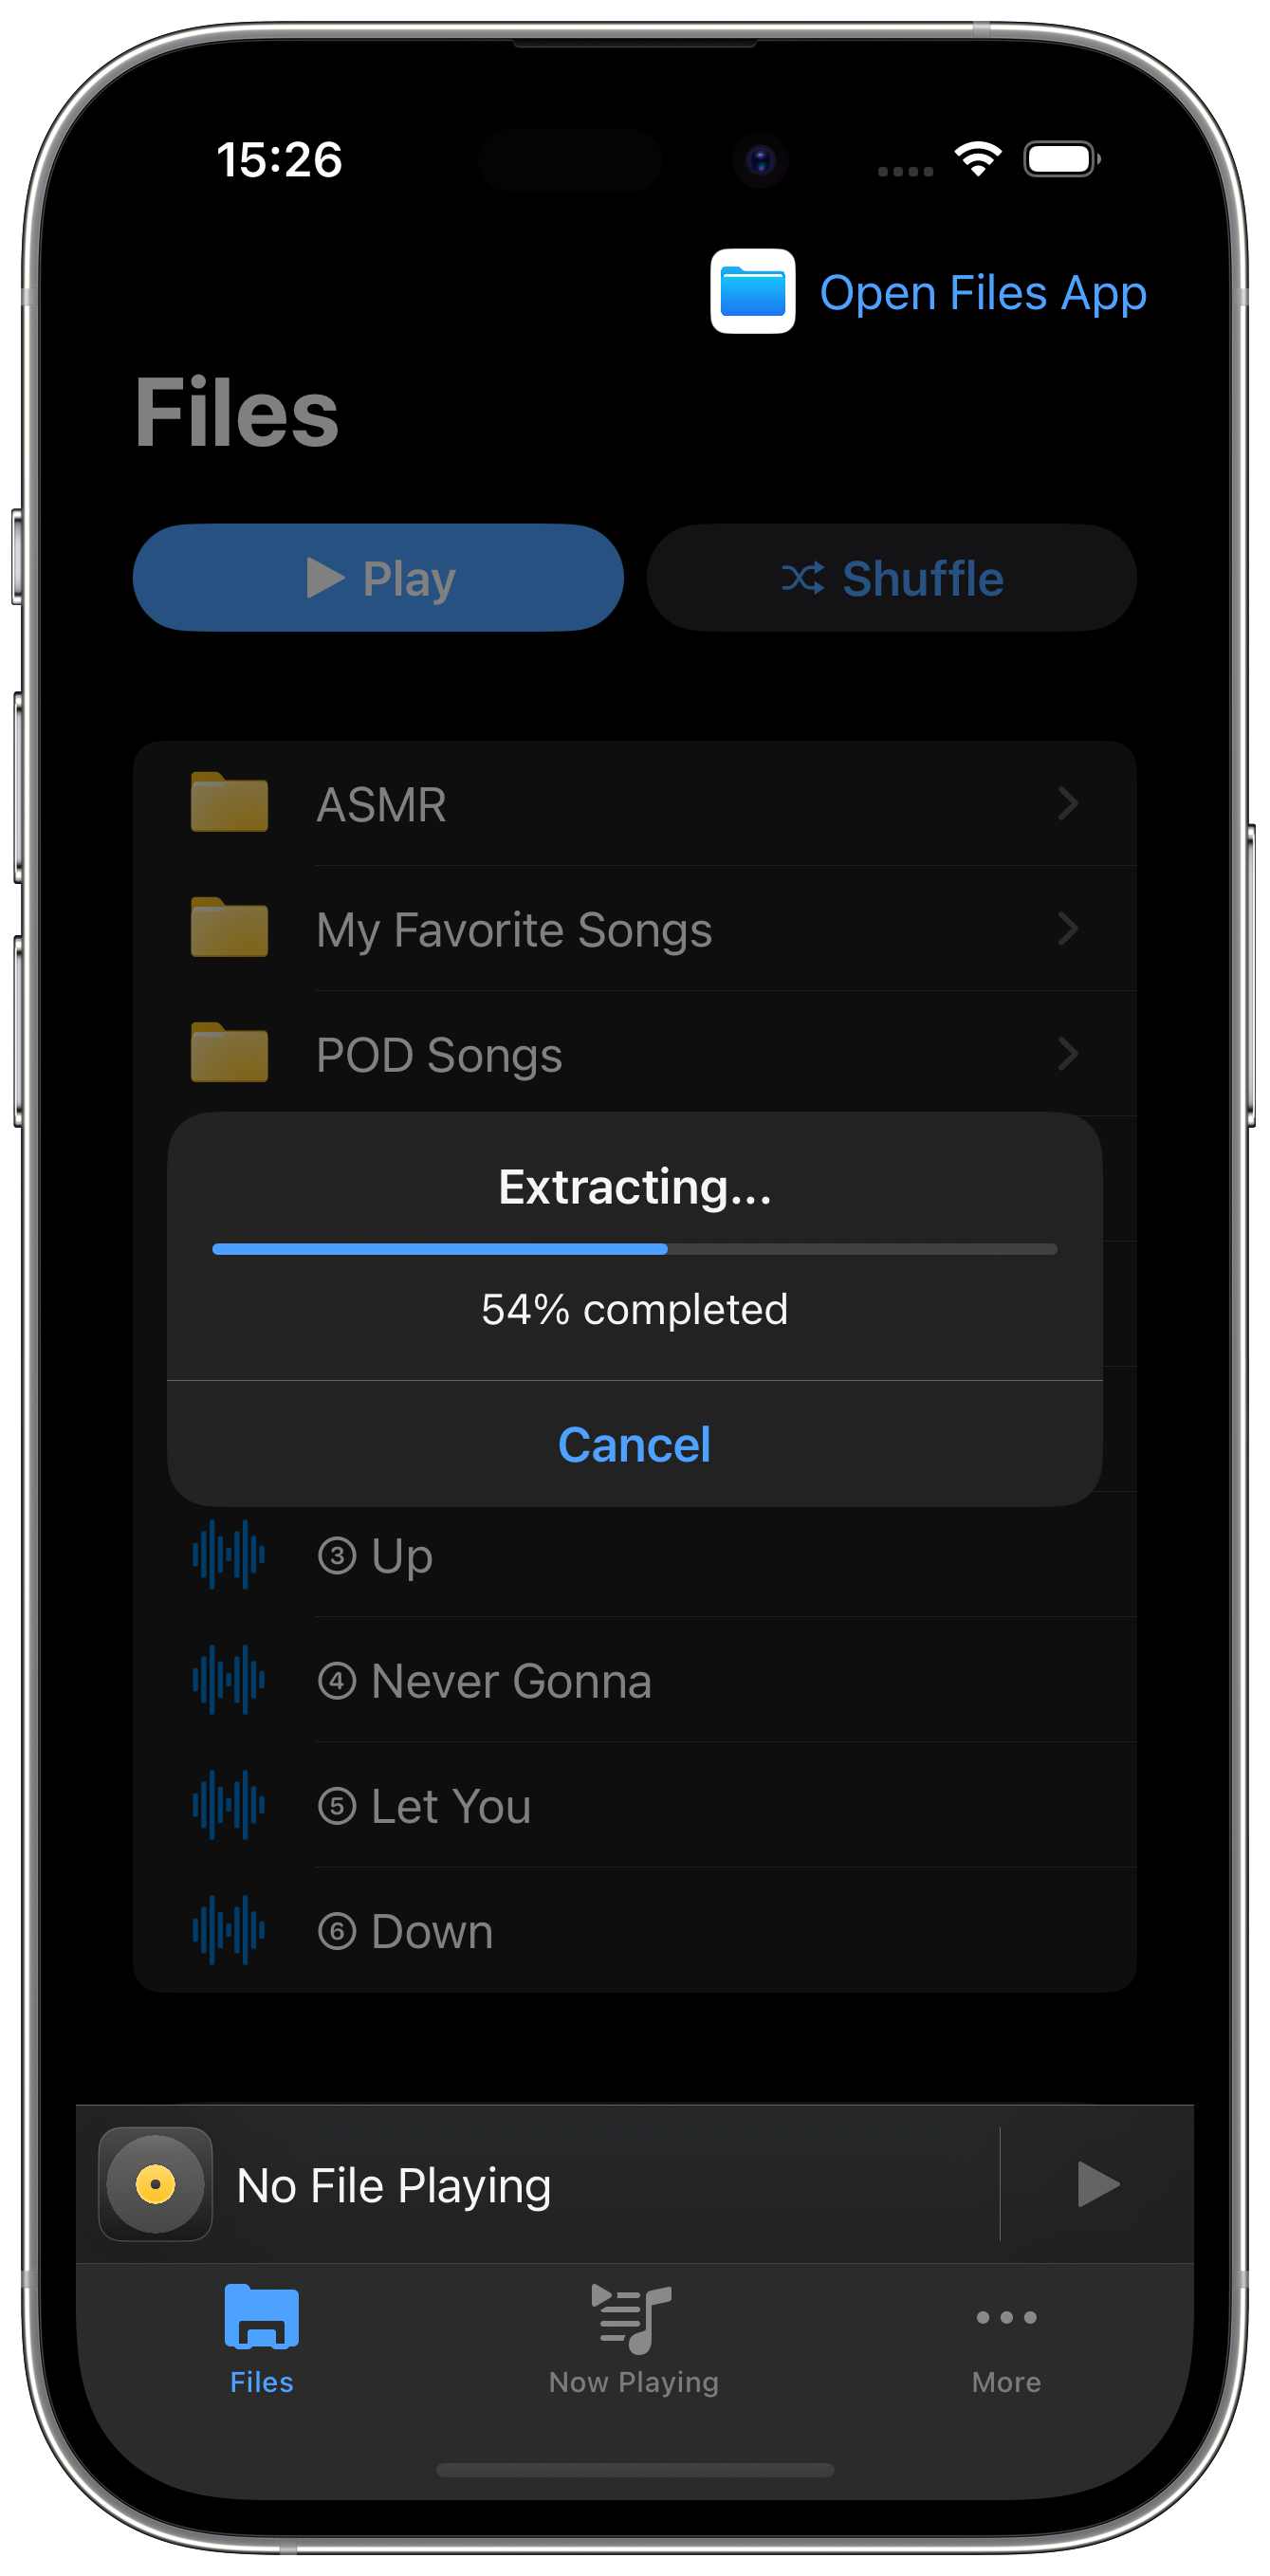 15:26
Open Files App
Files
Play
Shuffle
ASMR
My Favorite Songs
POD Songs
Extracting...
54% completed
Cancel
③ Up
④ Never Gonna
⑤ Let You
⑥ Down
No File Playing
Files
Now Playing
More